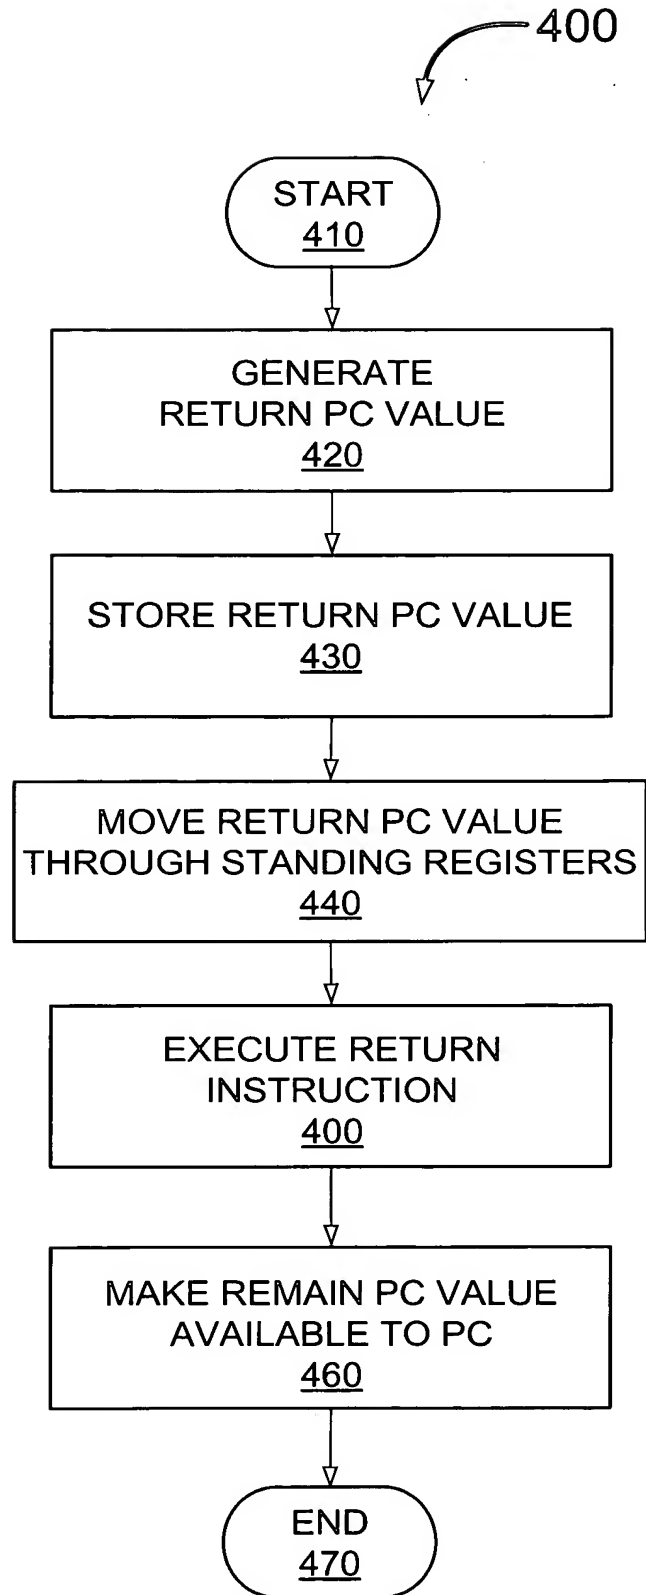 400
START
410
GENERATE
RETURN PC VALUE
420
STORE RETURN PC VALUE
430
MOVE RETURN PC VALUE
THROUGH STANDING REGISTERS
440
EXECUTE RETURN
INSTRUCTION
400
MAKE REMAIN PC VALUE
AVAILABLE TO PC
460
END
470